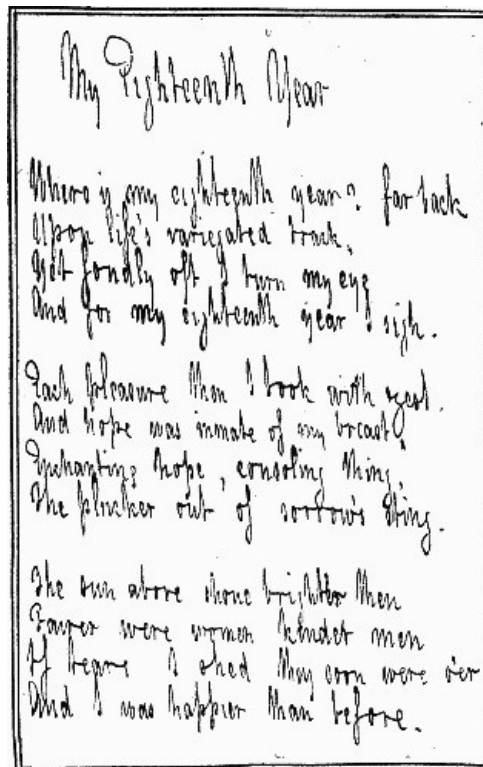 My Eighteenth Year
Where is my eighteenth year? far back
Upon life's variegated track;
Yet fondly oft I turn my eye
And for my eighteenth year I sigh.
Each pleasure then I took with zest,
And hope was inmate of my breast,
Enchanting hope, consoling thing,
The plucker out of sorrow's sting.
The sun above shone brighter then
Fairer were women kinder men
If tears I shed they soon were o'er
And I was happier than before.